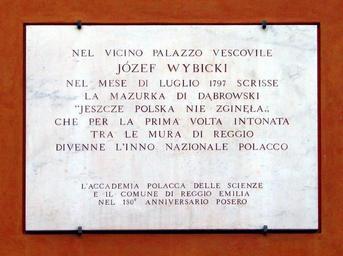 NEL VICINO PALAZZO VESCOVILE
JÓZEF WYBICKI
NEL MESE DI LUGLIO 1797 SCRISSE
LA MAZURKA DI DĄBROWSKI
"JESZCZE POLSKA NIE ZGINĘŁA„
CHE PER LA PRIMA VOLTA INTONATA
TRA LE MURA DI REGGIO
DIVENNE L'INNO NAZIONALE POLACCO
L'ACCADEMIA POLACCA DELLE SCIENZE
E IL COMUNE DI REGGIO EMILIA
NEL 180° ANNIVERSARIO POSERO